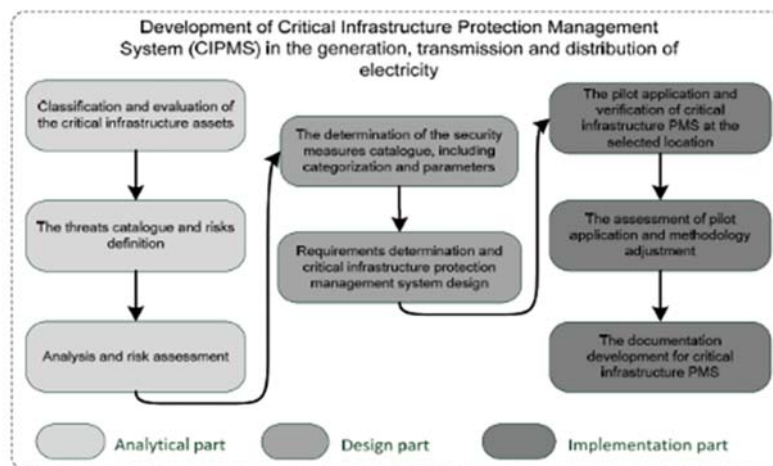 Development of Critical Infrastructure Protection Management
System (CIPMS) in the generation, transmission and distribution of
electricity
Classification and evaluation of
the critical infrastructure assets
The threats catalogue and risks
definition
Analysis and risk assessment
The determination of the security
measures catalogue, including
categorization and parameters
Requirements determination and
critical infrastructure protection
management system design
The pilot application and
verification of critical
infrastructure PMS at the
selected location
The assessment of pilot
application and methodology
adjustment
The documentation
development for critical
infrastructure PMS
Analytical part
Design part
Implementation part